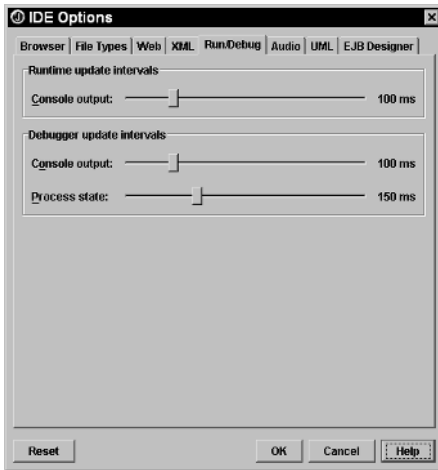 IDE Options
Browser File Types Web XML Run/Debug Audio UML EJB Designer
Runtime update intervals
Console output: 100 ms
Debugger update intervals
Console output: 100 ms
Process state: 150 ms
Reset OK Cancel Help